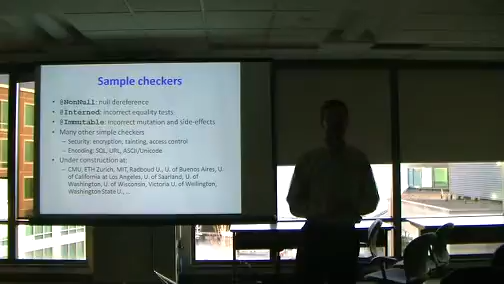 Sample checkers
• @NonNull: null dereference
• @Interned: incorrect equality tests
• @Immutable: incorrect mutation and side-effects
• Many other simple checkers
– Security: encryption, tainting, access control
– Encoding: SQL, URL, ASCII/Unicode
• Under construction at:
– CMU, ETH Zurich, MIT, Radboud U., U. of Buenos Aires, U.
of California at Los Angeles, U. of Saarland, U. of
Washington, U. of Wisconsin, Victoria U. of Wellington,
Washington State U., …